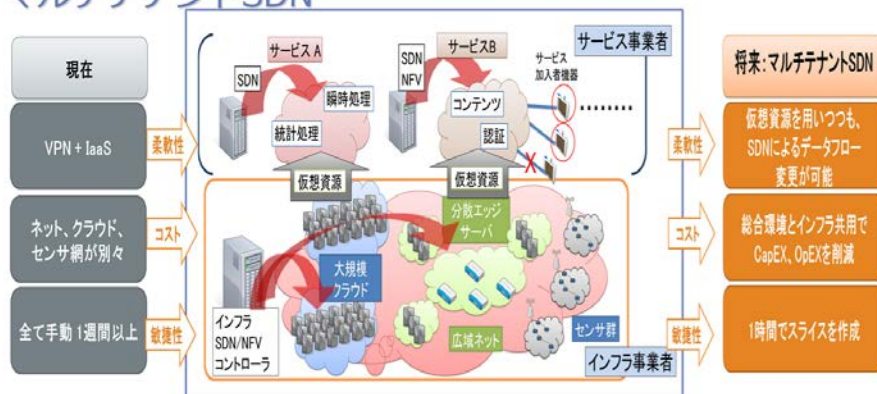 マルチテナントSDN
現在
VPN + IaaS
ネット、クラウド、
センサ網が別々
全て手動 1週間以上
柔軟性
コスト
敏捷性
サービス事業者
サービス A
SDN
瞬時処理
統計処理
仮想資源
サービスB
SDN
NFV
コンテンツ
認証
仮想資源
サービス
加入者機器
‥‥‥‥
X
インフラ
SDN/NFV
コントローラ
大規模
クラウド
分散エッジ
サーバ
広域ネット
センサ群
インフラ事業者
柔軟性
コスト
敏捷性
将来：マルチテナントSDN
仮想資源を用いつつも、
SDNによるデータフロー
変更が可能
総合環境とインフラ共用で
CapEX、OpEXを削減
1時間でスライスを作成